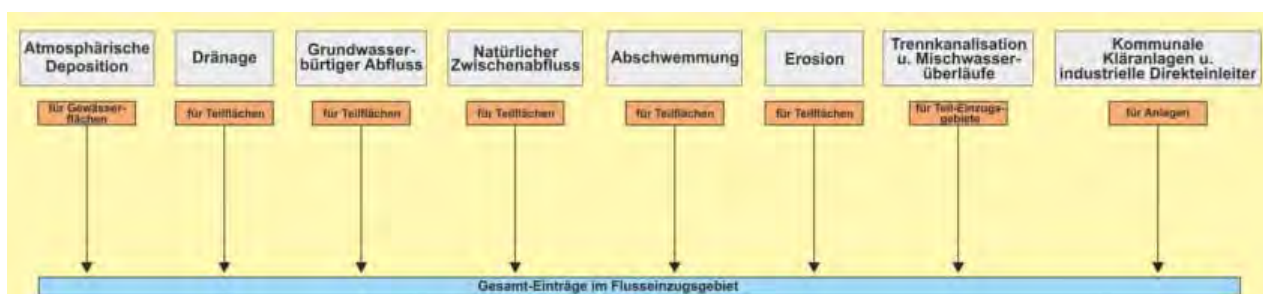 Atmosphärische
Deposition
Dränage
Grundwasser-
bürtiger Abfluss
Natürlicher
Zwischenabfluss
Abschwemmung
Erosion
Trennkanalisation
u. Mischwasser-
überläufe
Kommunale
Kläranlagen u.
industrielle Direkteinleiter
für Gewässer-
flächen
für Teilflächen
für Teilflächen
für Teilflächen
für Teilflächen
für Teilflächen
für Teil-Einzugs-
gebiete
für Anlagen
Gesamt-Einträge im Flusseinzugsgebiet